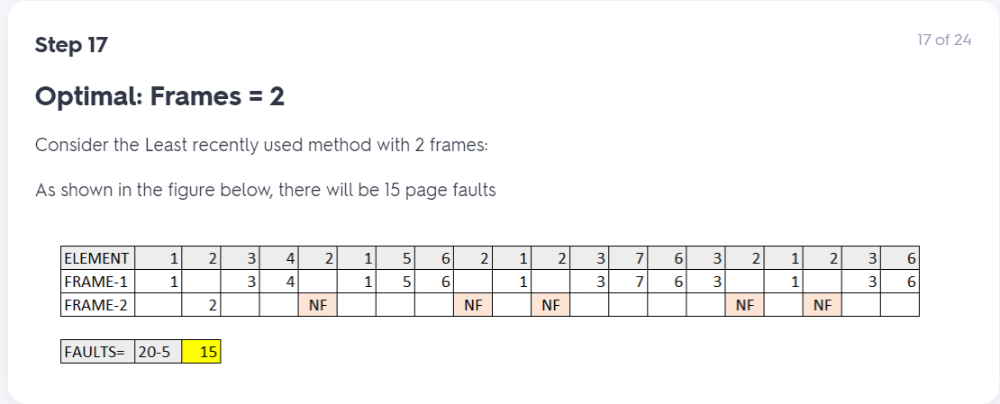 Step 17
17 of 24
Optimal: Frames = 2
Consider the Least recently used method with 2 frames:
As shown in the figure below, there will be 15 page faults
ELEMENT 1 2 3 4 2 1 5 6 2 1 2 3 7 6 3 2 1 2 3 6
FRAME-1 1 3 4 1 5 6 1 3 7 6 3 1 3 6
FRAME-2 2 NF NF NF NF NF
FAULTS= 20-5 15